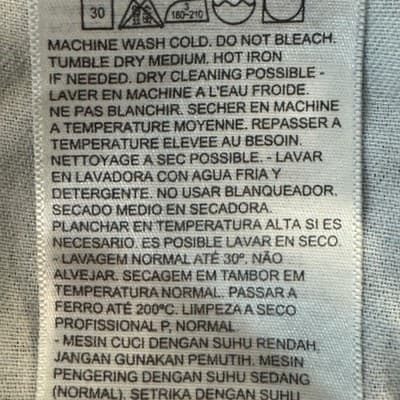 30 3 180-210
MACHINE WASH COLD. DO NOT BLEACH.
TUMBLE DRY MEDIUM. HOT IRON
IF NEEDED. DRY CLEANING POSSIBLE -
LAVER EN MACHINE A L'EAU FROIDE.
NE PAS BLANCHIR. SECHER EN MACHINE
A TEMPERATURE MOYENNE. REPASSER A
TEMPERATURE ELEVEE AU BESOIN.
NETTOYAGE A SEC POSSIBLE. - LAVAR
EN LAVADORA CON AGUA FRIA Y
DETERGENTE. NO USAR BLANQUEADOR.
SECADO MEDIO EN SECADORA.
PLANCHAR EN TEMPERATURA ALTA SI ES
NECESARIO. ES POSIBLE LAVAR EN SECO.
- LAVAGEM NORMAL ATÉ 30º. NÃO
ALVEJAR. SECAGEM EM TAMBOR EM
TEMPERATURA NORMAL. PASSAR A
FERRO ATÉ 200ºC. LIMPEZA A SECO
PROFISSIONAL P, NORMAL
- MESIN CUCI DENGAN SUHU RENDAH,
JANGAN GUNAKAN PEMUTIH. MESIN
PENGERING DENGAN SUHU SEDANG
(NORMAL). SETRIKA DENGAN SUHU